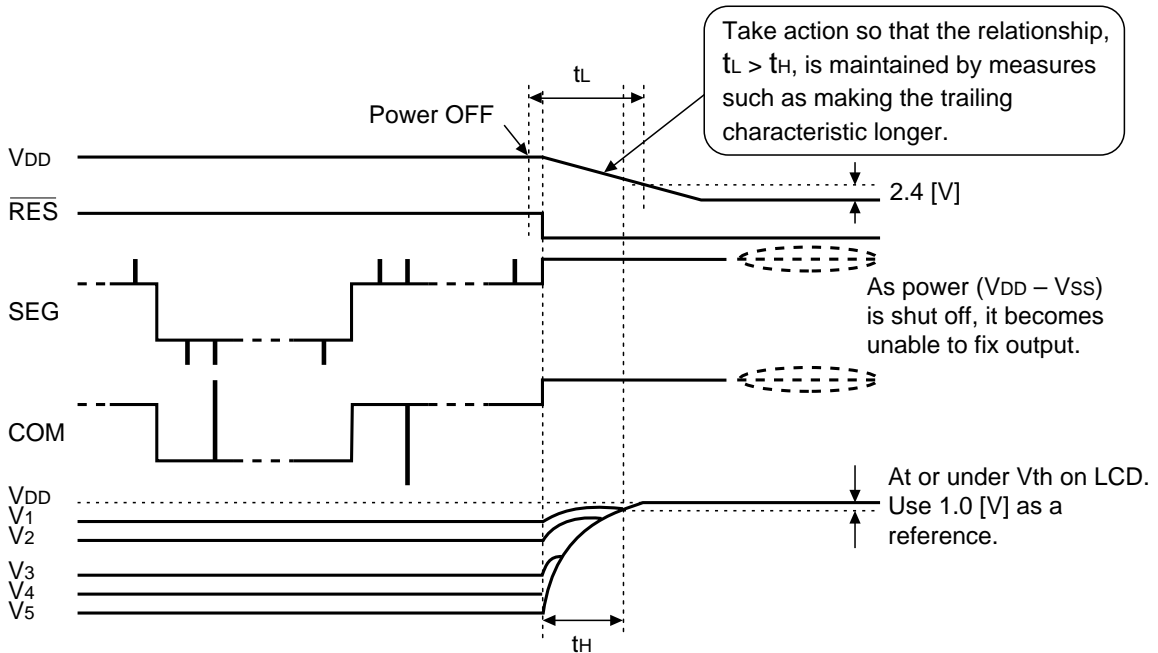 Take action so that the relationship,
tL > tH, is maintained by measures
such as making the trailing
characteristic longer.
tL
Power OFF
VDD
2.4 [V]
RES
SEG
As power (VDD – VSS)
is shut off, it becomes
unable to fix output.
COM
At or under Vth on LCD.
Use 1.0 [V] as a
reference.
VDD
V1
V2
V3
V4
V5
tH